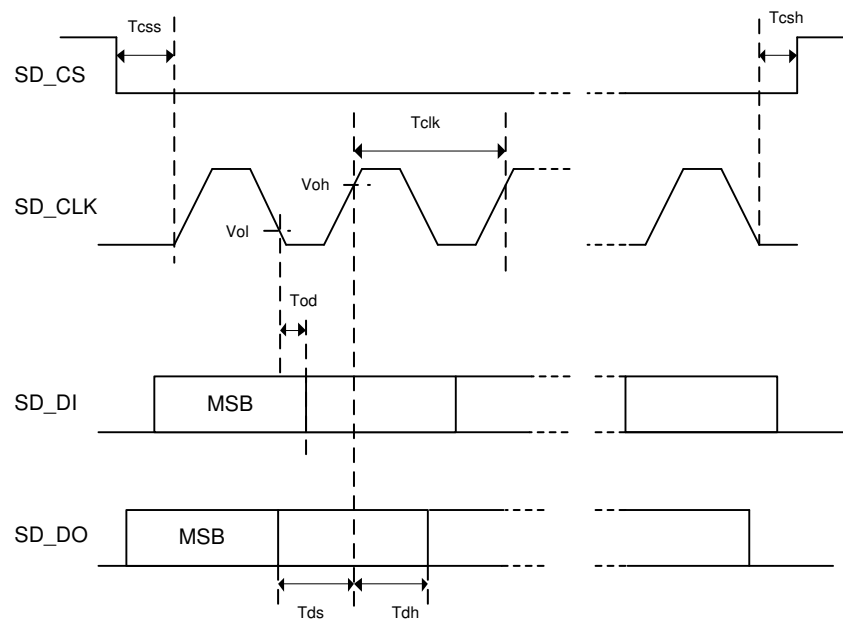 Tcss
Tcsh
SD_CS
Tclk
Voh
SD_CLK
Vol
Tod
SD_DI
MSB
SD_DO
MSB
Tds
Tdh